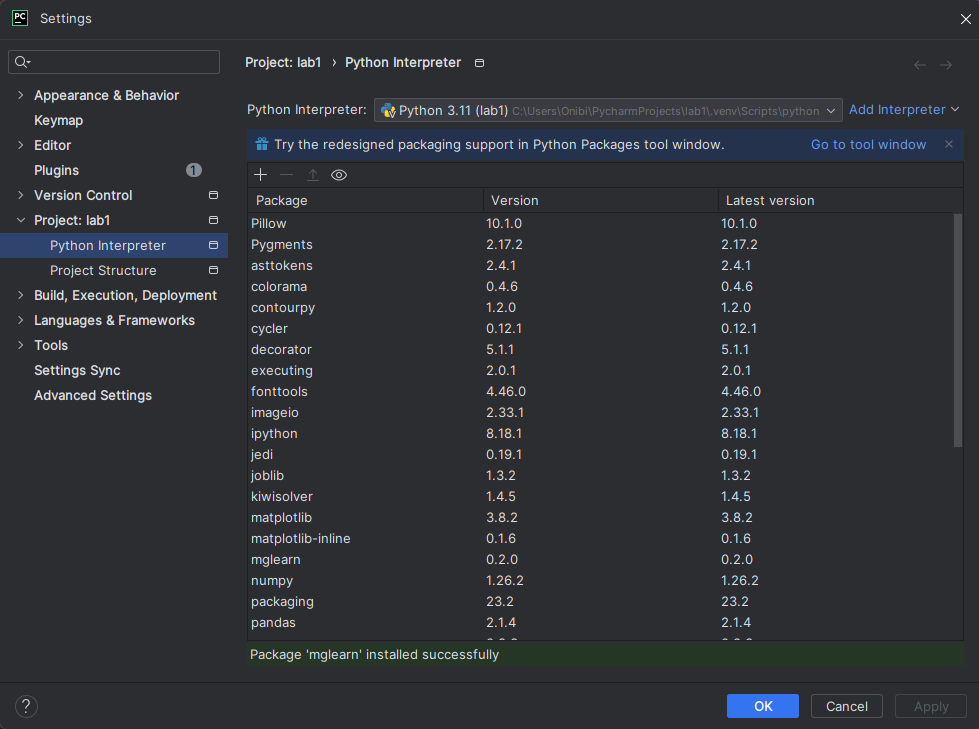 PC Settings
Project: lab1 › Python Interpreter
Appearance & Behavior
Keymap
Editor
Plugins 1
Version Control
Project: lab1
Python Interpreter
Project Structure
Build, Execution, Deployment
Languages & Frameworks
Tools
Settings Sync
Advanced Settings
Python Interpreter: Python 3.11 (lab1) C:\Users\Onibi\PycharmProjects\lab1\.venv\Scripts\python Add Interpreter
Try the redesigned packaging support in Python Packages tool window. Go to tool window
Package Version Latest version
Pillow 10.1.0 10.1.0
Pygments 2.17.2 2.17.2
asttokens 2.4.1 2.4.1
colorama 0.4.6 0.4.6
contourpy 1.2.0 1.2.0
cycler 0.12.1 0.12.1
decorator 5.1.1 5.1.1
executing 2.0.1 2.0.1
fonttools 4.46.0 4.46.0
imageio 2.33.1 2.33.1
ipython 8.18.1 8.18.1
jedi 0.19.1 0.19.1
joblib 1.3.2 1.3.2
kiwisolver 1.4.5 1.4.5
matplotlib 3.8.2 3.8.2
matplotlib-inline 0.1.6 0.1.6
mglearn 0.2.0 0.2.0
numpy 1.26.2 1.26.2
packaging 23.2 23.2
pandas 2.1.4 2.1.4
Package 'mglearn' installed successfully
? OK Cancel Apply